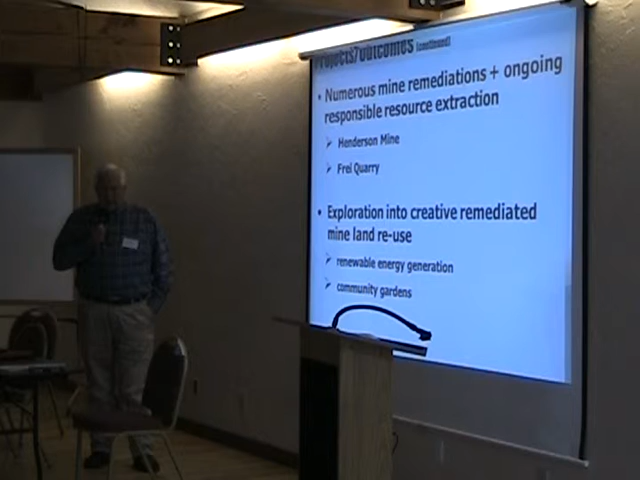 Projects/outcomes (continued)
• Numerous mine remediations + ongoing
responsible resource extraction
➢ Henderson Mine
➢ Frei Quarry
• Exploration into creative remediated
mine land re-use
➢ renewable energy generation
➢ community gardens